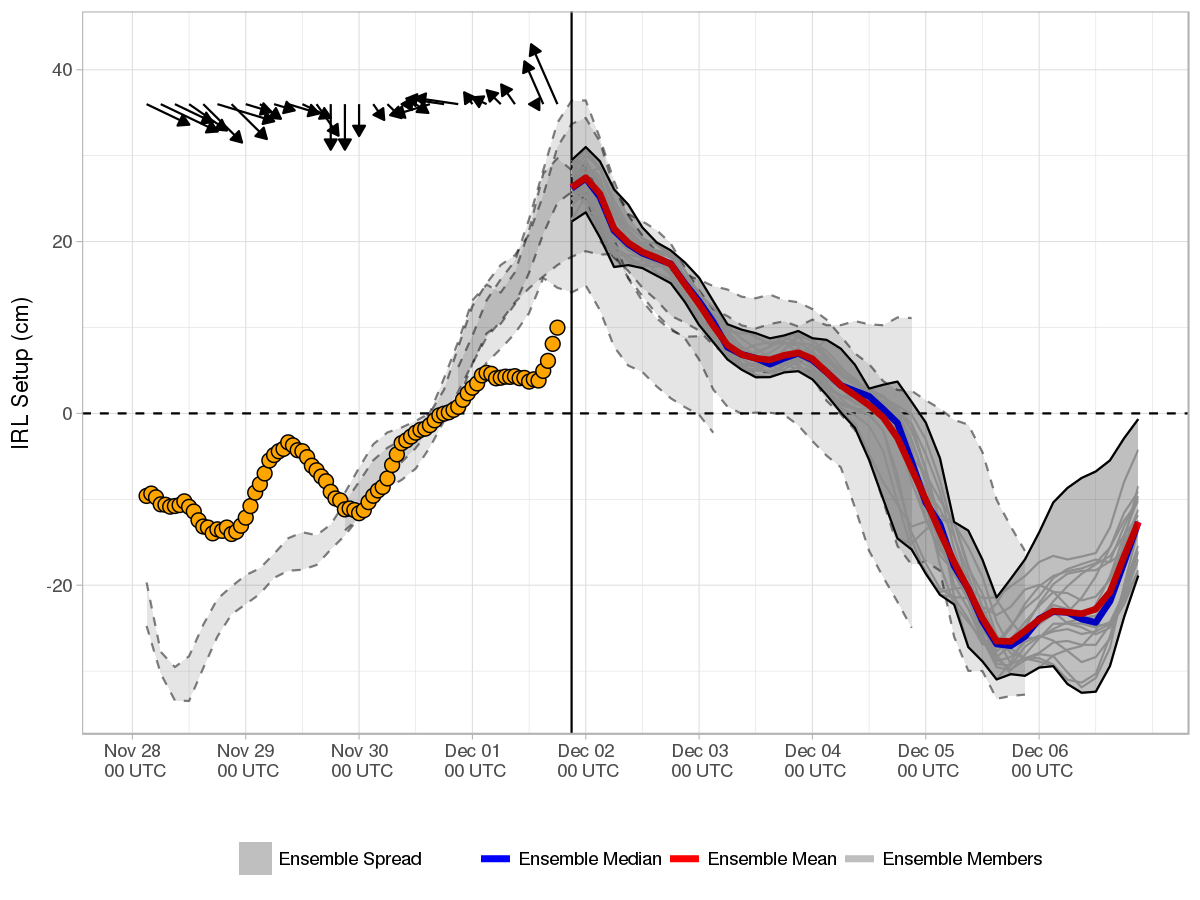 IRL Setup (cm)
40
20
0
-20
Nov 28 Nov 29 Nov 30 Dec 01 Dec 02 Dec 03 Dec 04 Dec 05 Dec 06
00 UTC 00 UTC 00 UTC 00 UTC 00 UTC 00 UTC 00 UTC 00 UTC 00 UTC
Ensemble Spread Ensemble Median Ensemble Mean Ensemble Members